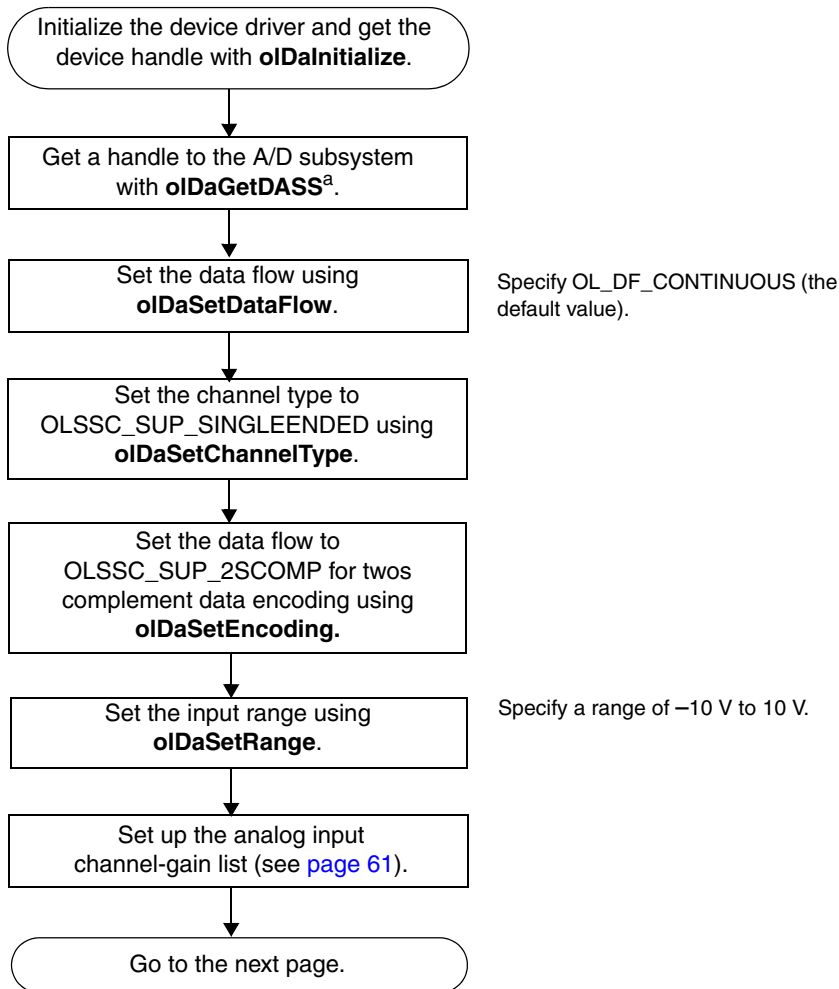 Initialize the device driver and get the
device handle with olDaInitialize.
Get a handle to the A/D subsystem
with olDaGetDASSa.
Set the data flow using
olDaSetDataFlow.
Specify OL_DF_CONTINUOUS (the
default value).
Set the channel type to
OLSSC_SUP_SINGLEENDED using
olDaSetChannelType.
Set the data flow to
OLSSC_SUP_2SCOMP for twos
complement data encoding using
olDaSetEncoding.
Set the input range using
olDaSetRange.
Specify a range of –10 V to 10 V.
Set up the analog input
channel-gain list (see page 61).
Go to the next page.